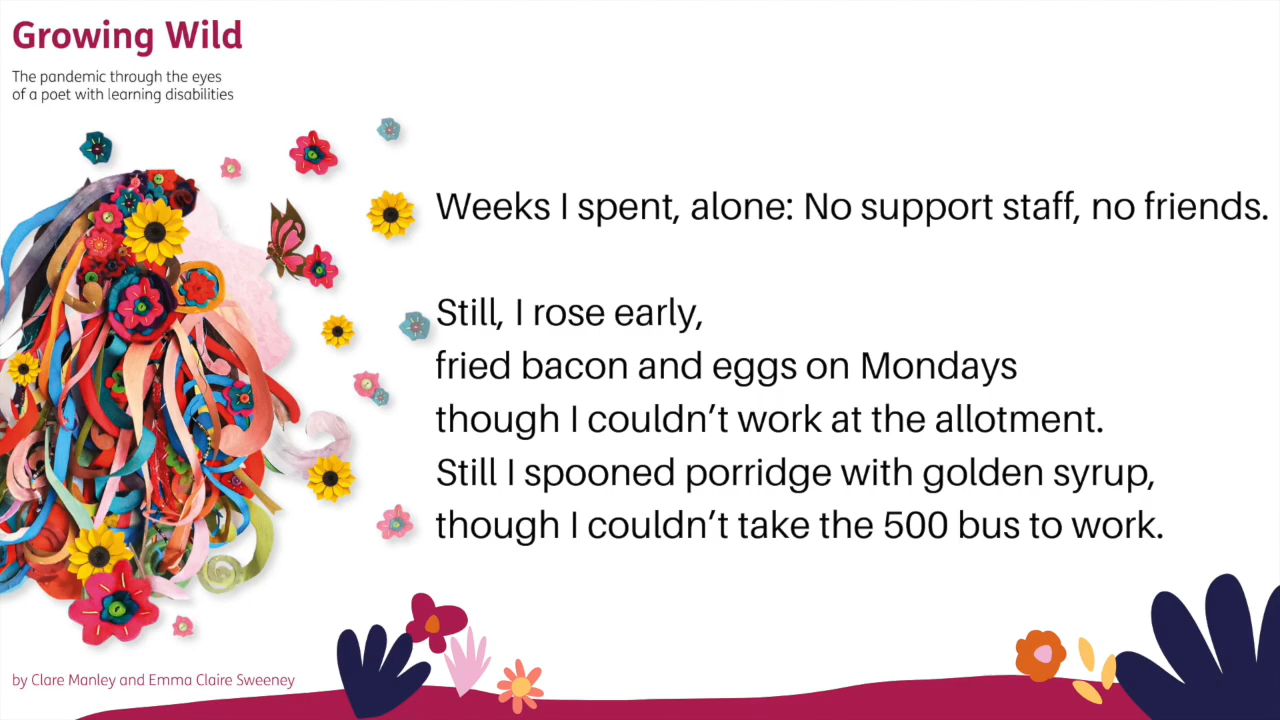 Growing Wild
The pandemic through the eyes
of a poet with learning disabilities
Weeks I spent, alone: No support staff, no friends.
Still, I rose early,
fried bacon and eggs on Mondays
though I couldn’t work at the allotment.
Still I spooned porridge with golden syrup,
though I couldn’t take the 500 bus to work.
by Clare Manley and Emma Claire Sweeney